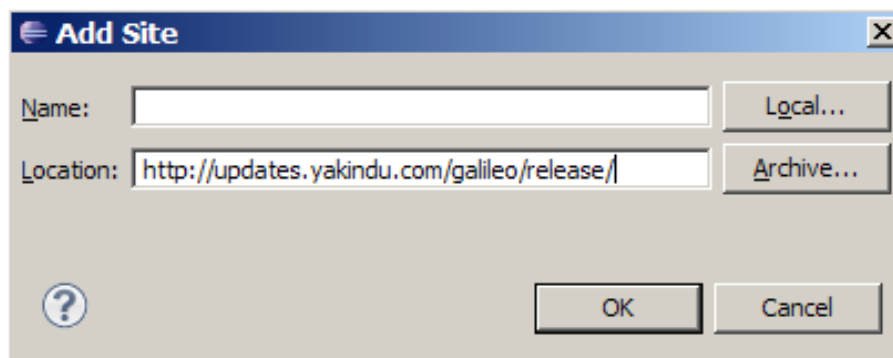 Add Site
Name: Local...
Location: http://updates.yakindu.com/galileo/release/ Archive...
? OK Cancel